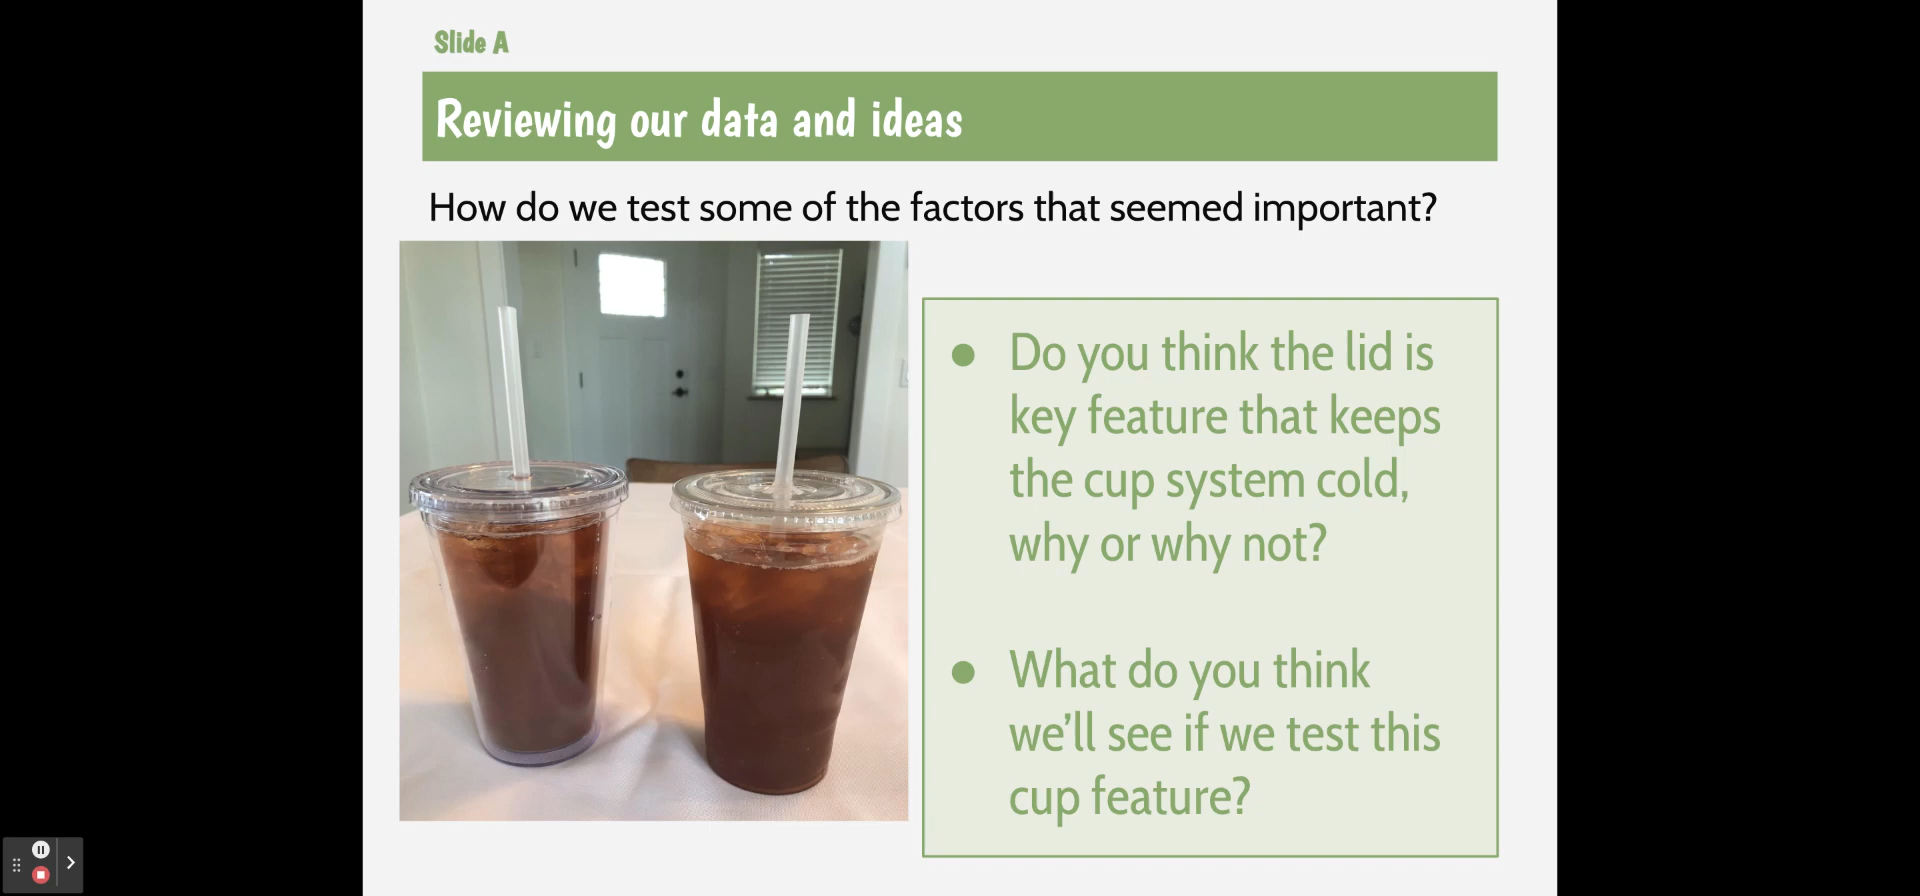 Slide A
Reviewing our data and ideas
How do we test some of the factors that seemed important?
● Do you think the lid is
key feature that keeps
the cup system cold,
why or why not?
● What do you think
we'll see if we test this
cup feature?